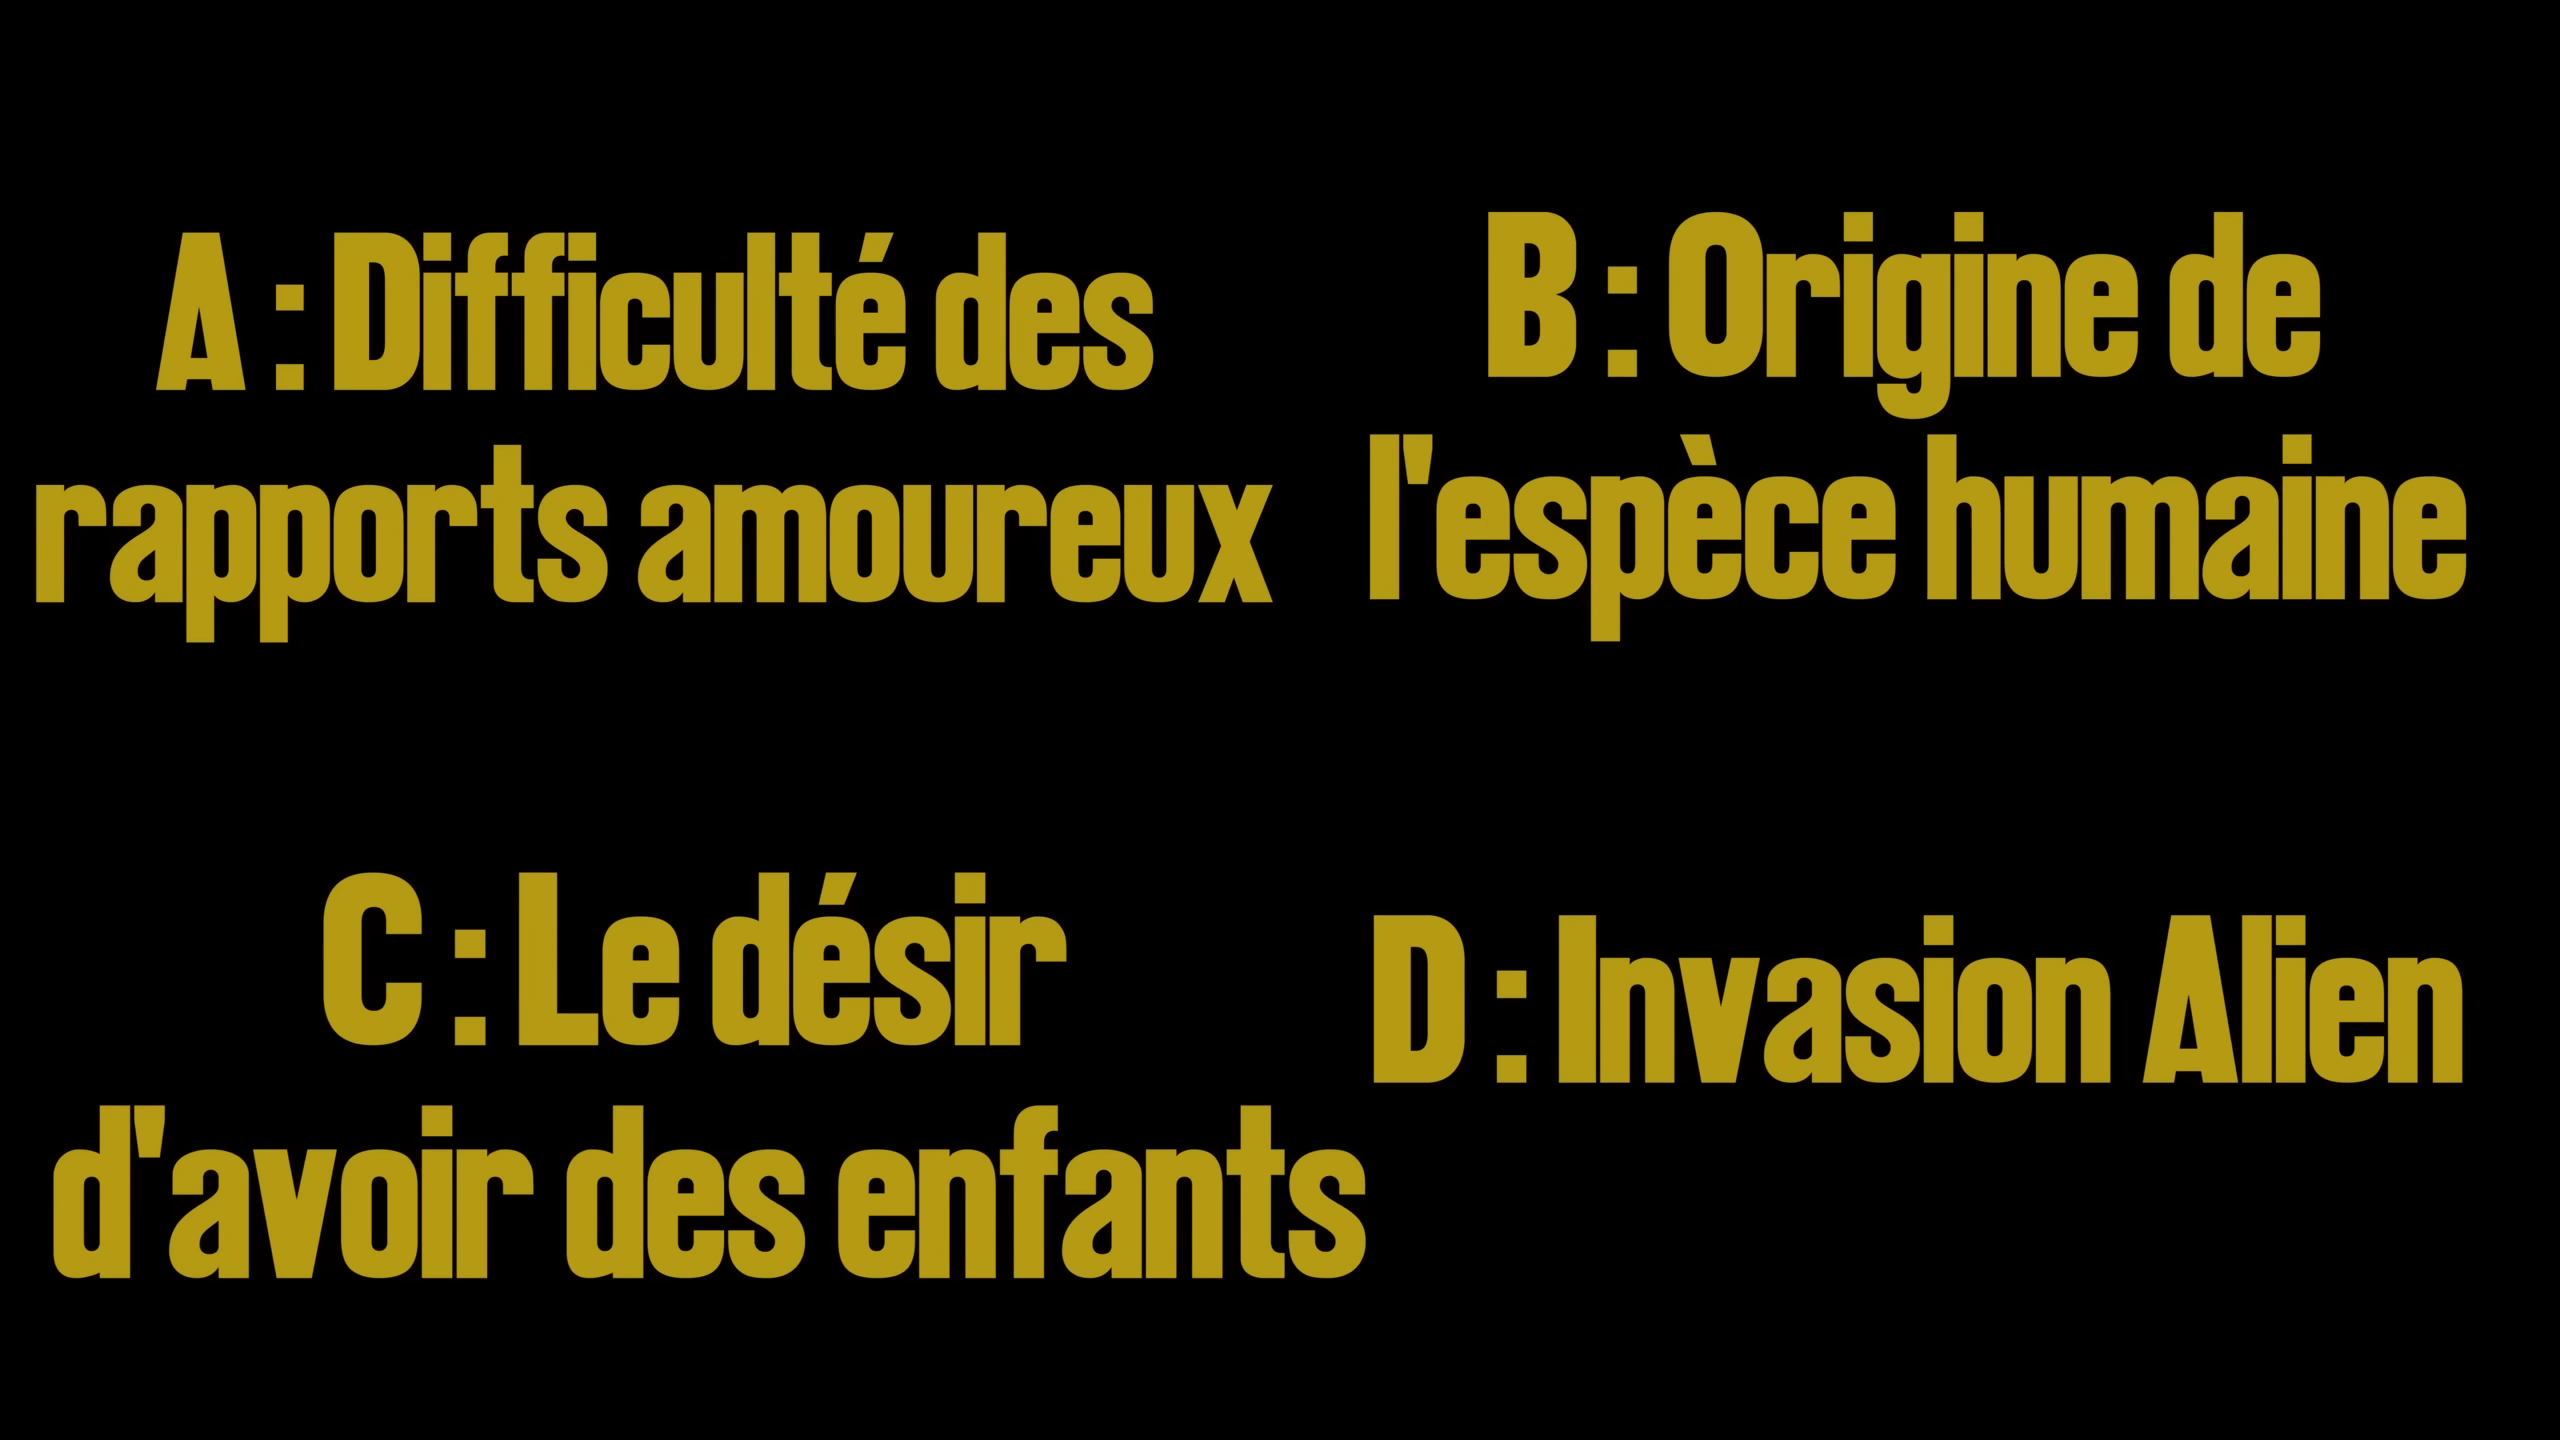 A : Difficulté des
rapports amoureux
B : Origine de
l'espèce humaine
C : Le désir
d'avoir des enfants
D : Invasion Alien